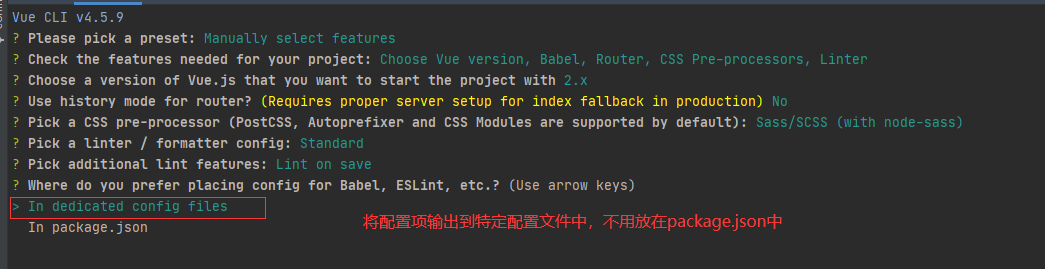 Vue CLI v4.5.9
? Please pick a preset: Manually select features
? Check the features needed for your project: Choose Vue version, Babel, Router, CSS Pre-processors, Linter
? Choose a version of Vue.js that you want to start the project with 2.x
? Use history mode for router? (Requires proper server setup for index fallback in production) No
? Pick a CSS pre-processor (PostCSS, Autoprefixer and CSS Modules are supported by default): Sass/SCSS (with node-sass)
? Pick a linter / formatter config: Standard
? Pick additional lint features: Lint on save
? Where do you prefer placing config for Babel, ESLint, etc.? (Use arrow keys)
> In dedicated config files
将配置项输出到特定配置文件中，不用放在package.json中
In package.json